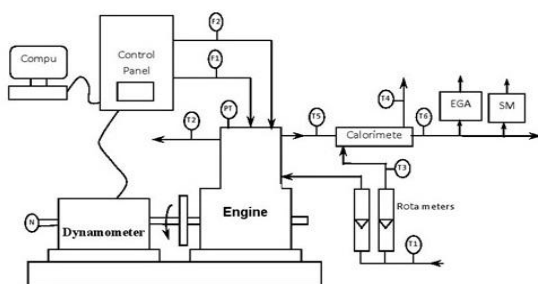 F2
Compu
Control
Panel
F1
T4
EGA
SM
PT
T2
T5
Calorimete
T6
T3
Engine
Rota meters
N
Dynamometer
T1